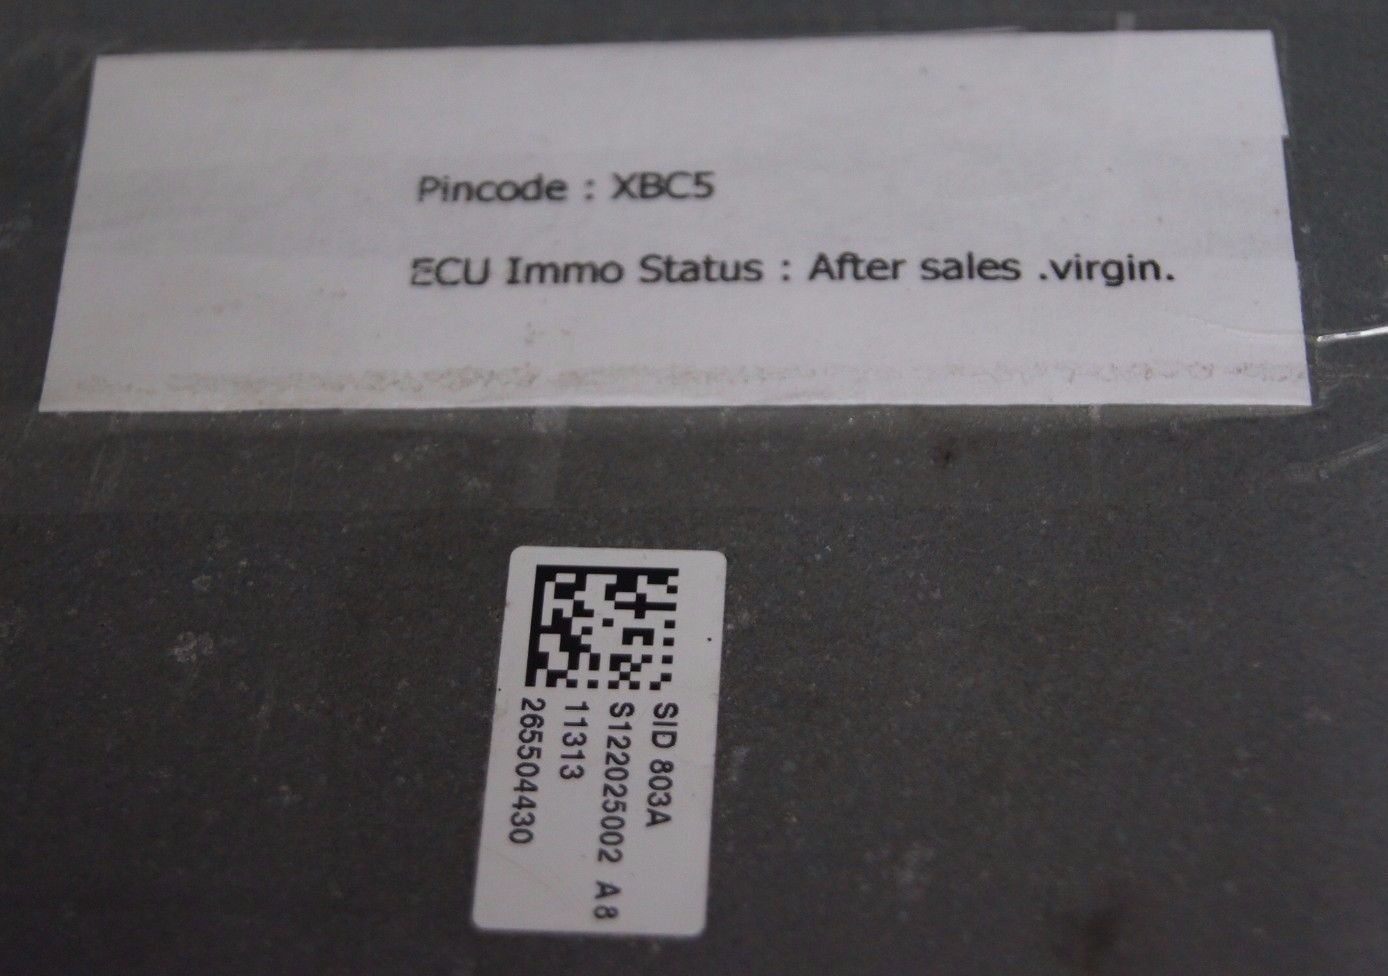 Pincode : XBC5
ECU Immo Status : After sales .virgin.
SID 803A
S122025002 A8
11313
265504430